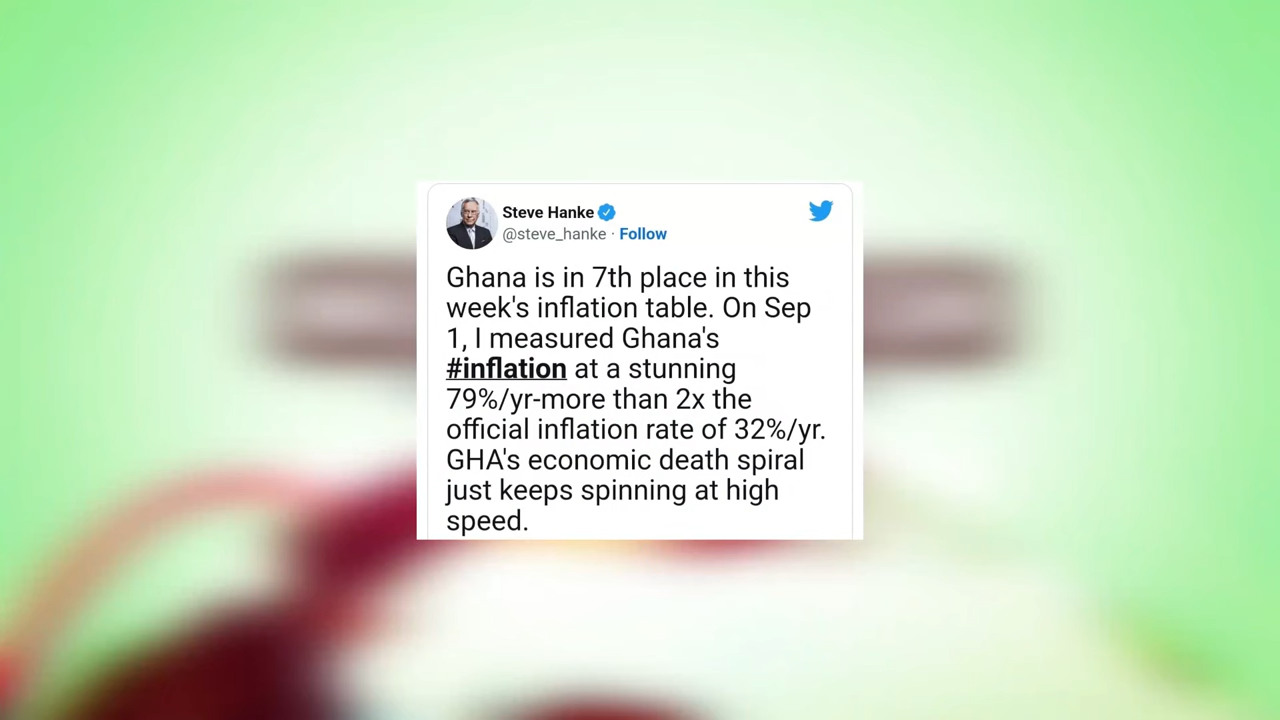 Steve Hanke
@steve_hanke · Follow
Ghana is in 7th place in this
week's inflation table. On Sep
1, I measured Ghana's
#inflation at a stunning
79%/yr-more than 2x the
official inflation rate of 32%/yr.
GHA's economic death spiral
just keeps spinning at high
speed.